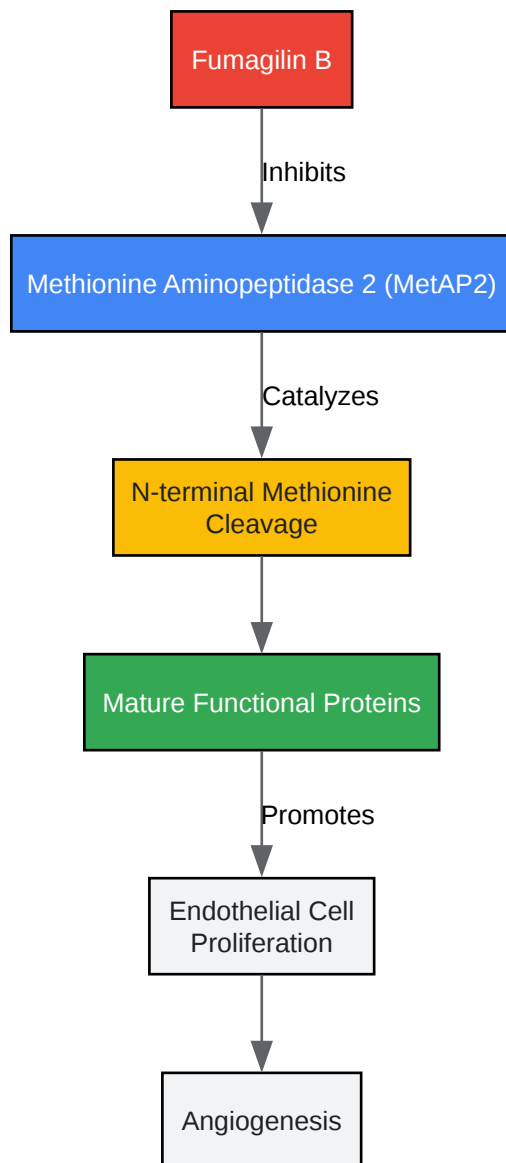 Fumagilin B
Inhibits
Methionine Aminopeptidase 2 (MetAP2)
Catalyzes
N-terminal Methionine
Cleavage
Mature Functional Proteins
Promotes
Endothelial Cell
Proliferation
Angiogenesis